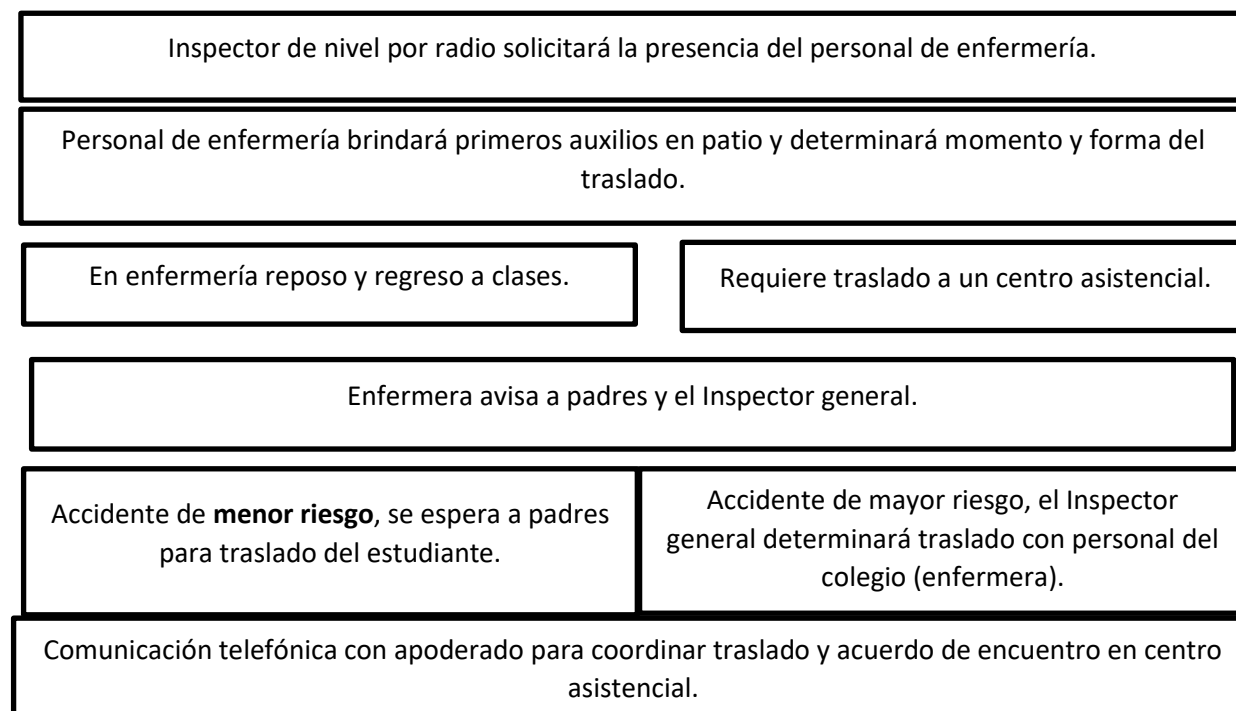 Inspector de nivel por radio solicitará la presencia del personal de enfermería.
Personal de enfermería brindará primeros auxilios en patio y determinará momento y forma del
traslado.
En enfermería reposo y regreso a clases.
Requiere traslado a un centro asistencial.
Enfermera avisa a padres y el Inspector general.
Accidente de menor riesgo, se espera a padres
para traslado del estudiante.
Accidente de mayor riesgo, el Inspector
general determinará traslado con personal del
colegio (enfermera).
Comunicación telefónica con apoderado para coordinar traslado y acuerdo de encuentro en centro
asistencial.